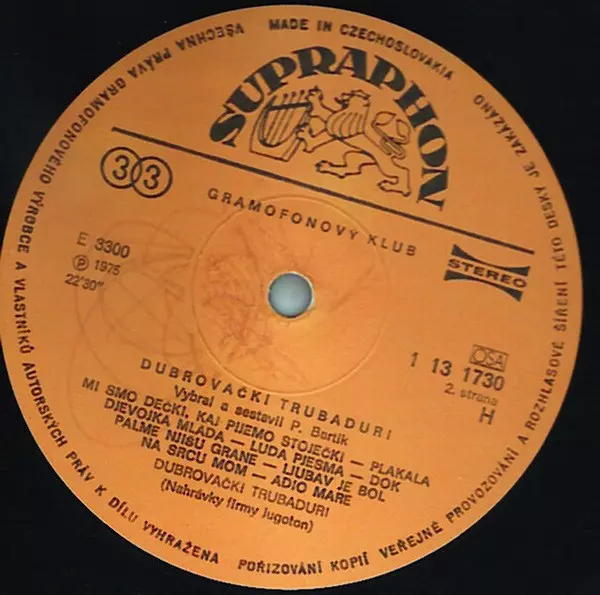 MADE IN CZECHOSLOVAKIA
VŠECHNA PRÁVA GRAMOFONOVÉHO VÝROBCE A VLASTNÍKŮ AUTORSKÝCH PRÁV K DÍLU VYHRAŽENA
POŘIZOVÁNÍ KOPIÍ VEŘEJNÉ PROVOZOVÁNÍ A ROZHLASOVÉ ŠÍŘENÍ TÉTO DESKY JE ZAKÁZÁNO
SUPRAPHON
33
GRAMOFONOVÝ KLUB
E 3300
Ⓟ 1975
22'30"
STEREO
OSA
1 13 1730
2. strana
H
DUBROVAČKI TRUBADURI
Vybral a sestavil P. Bartík
MI SMO DEČKI, KAJ PIJEMO STOJEČKI — PLAKALA
DJEVOJKA MLADA — LUDA PJESMA — DOK
PALME NJIŠU GRANE — LJUBAV JE BOL
NA SRCU MOM — ADIO MARE
DUBROVAČKI TRUBADURI
(Nahrávky firmy Jugoton)